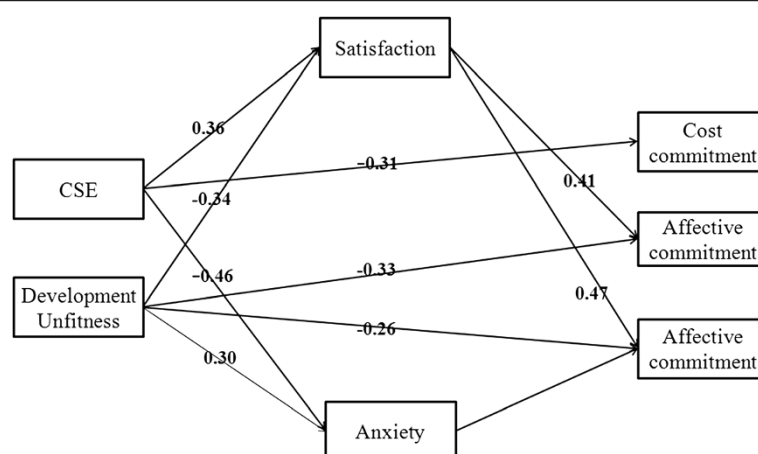 Satisfaction
Cost
commitment
0.36
−0.31
0.41
CSE
-0.34
Affective
commitment
−0.46
−0.33
Development
Unfitness
0.47
-0.26
Affective
commitment
0.30
Anxiety